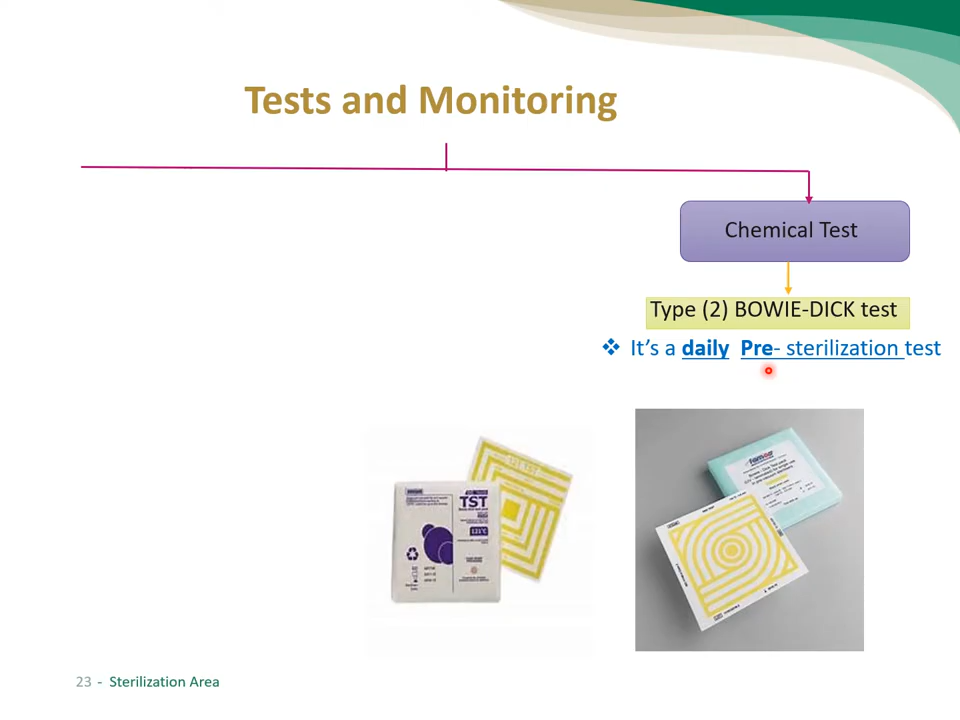 Tests and Monitoring
Chemical Test
Type (2) BOWIE-DICK test
❖ It's a daily Pre- sterilization test
TST
121°C
23 - Sterilization Area